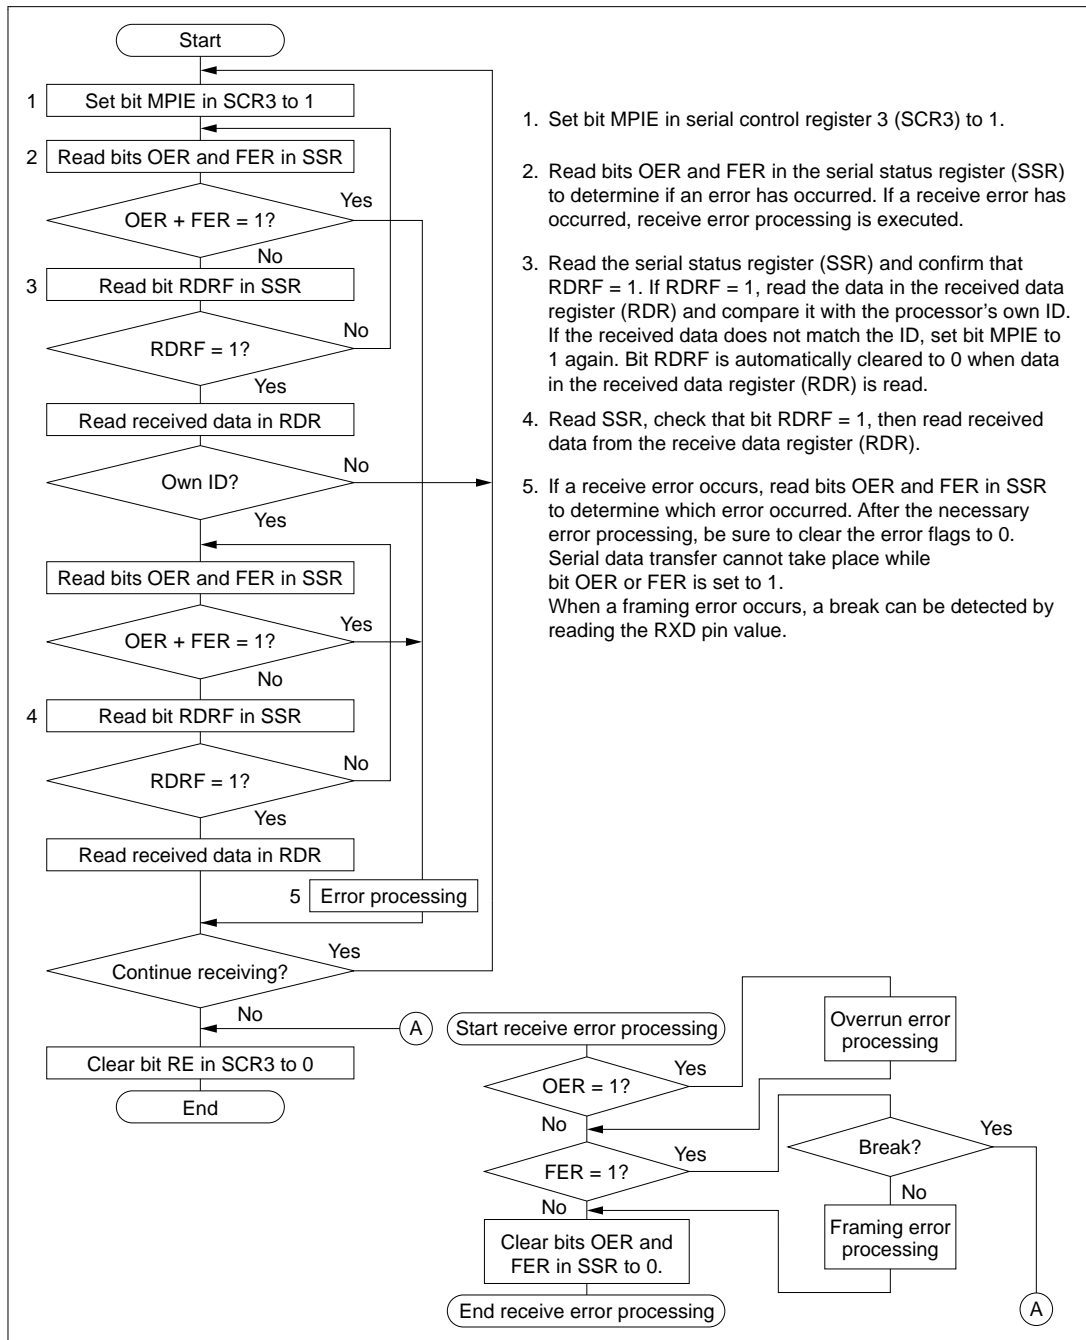 Start
1 Set bit MPIE in SCR3 to 1
2 Read bits OER and FER in SSR
Yes
OER + FER = 1?
No
3 Read bit RDRF in SSR
No
RDRF = 1?
Yes
Read received data in RDR
No
Own ID?
Yes
Read bits OER and FER in SSR
Yes
OER + FER = 1?
No
4 Read bit RDRF in SSR
No
RDRF = 1?
Yes
Read received data in RDR
5 Error processing
Yes
Continue receiving?
No
A
Clear bit RE in SCR3 to 0
End
1. Set bit MPIE in serial control register 3 (SCR3) to 1.
2. Read bits OER and FER in the serial status register (SSR)
to determine if an error has occurred. If a receive error has
occurred, receive error processing is executed.
3. Read the serial status register (SSR) and confirm that
RDRF = 1. If RDRF = 1, read the data in the received data
register (RDR) and compare it with the processor's own ID.
If the received data does not match the ID, set bit MPIE to
1 again. Bit RDRF is automatically cleared to 0 when data
in the received data register (RDR) is read.
4. Read SSR, check that bit RDRF = 1, then read received
data from the receive data register (RDR).
5. If a receive error occurs, read bits OER and FER in SSR
to determine which error occurred. After the necessary
error processing, be sure to clear the error flags to 0.
Serial data transfer cannot take place while
bit OER or FER is set to 1.
When a framing error occurs, a break can be detected by
reading the RXD pin value.
Start receive error processing
Overrun error
processing
Yes
OER = 1?
No
Yes
Yes
Break?
FER = 1?
No
No
Framing error
processing
Clear bits OER and
FER in SSR to 0.
End receive error processing
A